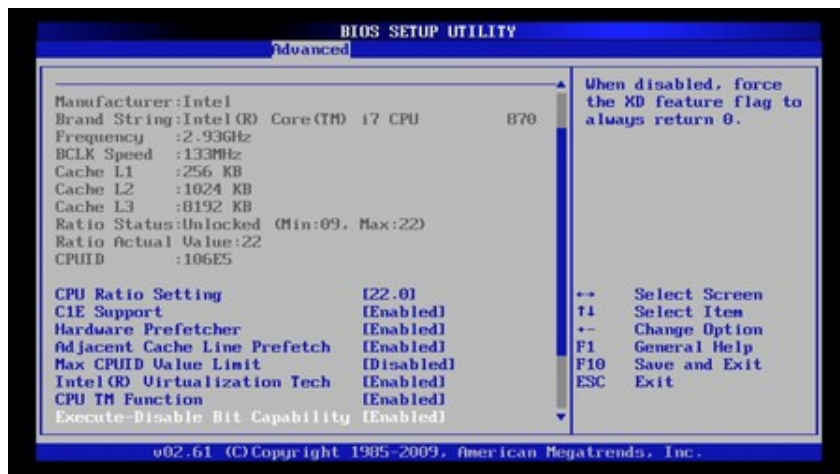 BIOS SETUP UTILITY
Advanced
Manufacturer:Intel
Brand String:Intel(R) Core(TM) i7 CPU 870
Frequency :2.93GHz
BCLK Speed :133MHz
Cache L1 :256 KB
Cache L2 :1024 KB
Cache L3 :8192 KB
Ratio Status:Unlocked (Min:09, Max:22)
Ratio Actual Value:22
CPUID :106E5
CPU Ratio Setting [22.0]
C1E Support [Enabled]
Hardware Prefetcher [Enabled]
Adjacent Cache Line Prefetch [Enabled]
Max CPUID Value Limit [Disabled]
Intel(R) Virtualization Tech [Enabled]
CPU TM Function [Enabled]
Execute-Disable Bit Capability [Enabled]
When disabled, force
the XD feature flag to
always return 0.
↔ Select Screen
↑↓ Select Item
+- Change Option
F1 General Help
F10 Save and Exit
ESC Exit
v02.61 (C)Copyright 1985-2009, American Megatrends, Inc.